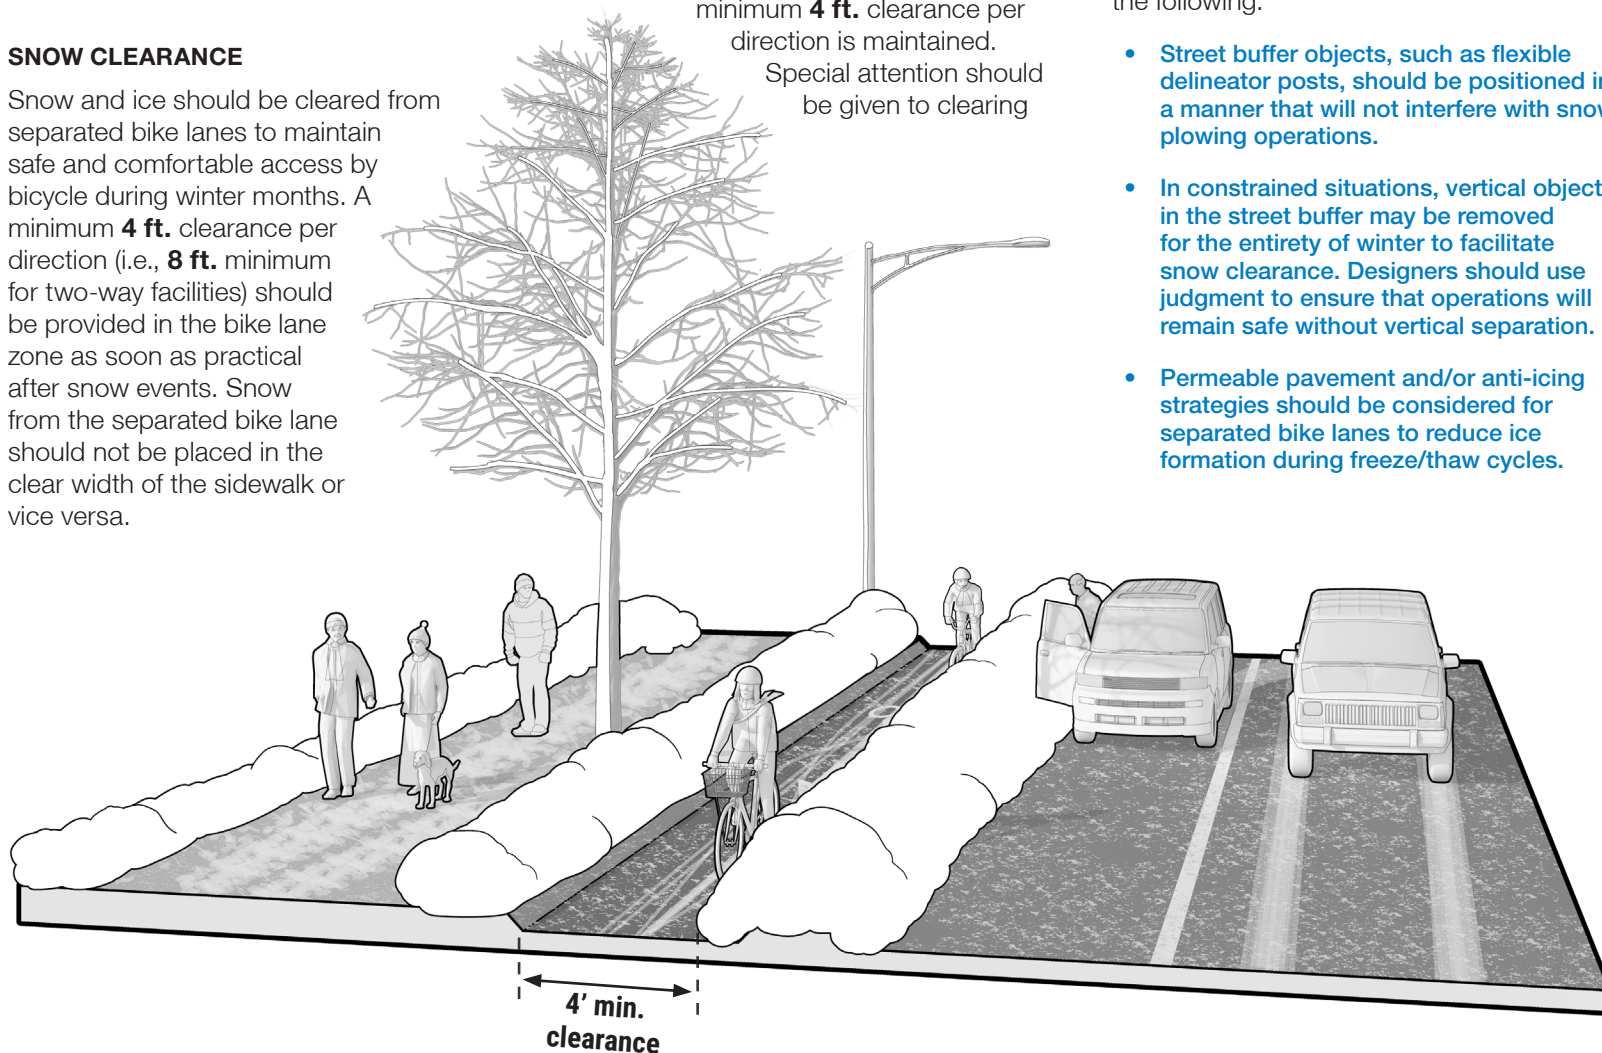 SNOW CLEARANCE
Snow and ice should be cleared from
separated bike lanes to maintain
safe and comfortable access by
bicycle during winter months. A
minimum 4 ft. clearance per
direction (i.e., 8 ft. minimum
for two-way facilities) should
be provided in the bike lane
zone as soon as practical
after snow events. Snow
from the separated bike lane
should not be placed in the
clear width of the sidewalk or
vice versa.
minimum 4 ft. clearance per
direction is maintained.
Special attention should
be given to clearing
the following:
• Street buffer objects, such as flexible
delineator posts, should be positioned in
a manner that will not interfere with snow
plowing operations.
• In constrained situations, vertical object
in the street buffer may be removed
for the entirety of winter to facilitate
snow clearance. Designers should use
judgment to ensure that operations will
remain safe without vertical separation.
• Permeable pavement and/or anti-icing
strategies should be considered for
separated bike lanes to reduce ice
formation during freeze/thaw cycles.
4’ min.
clearance